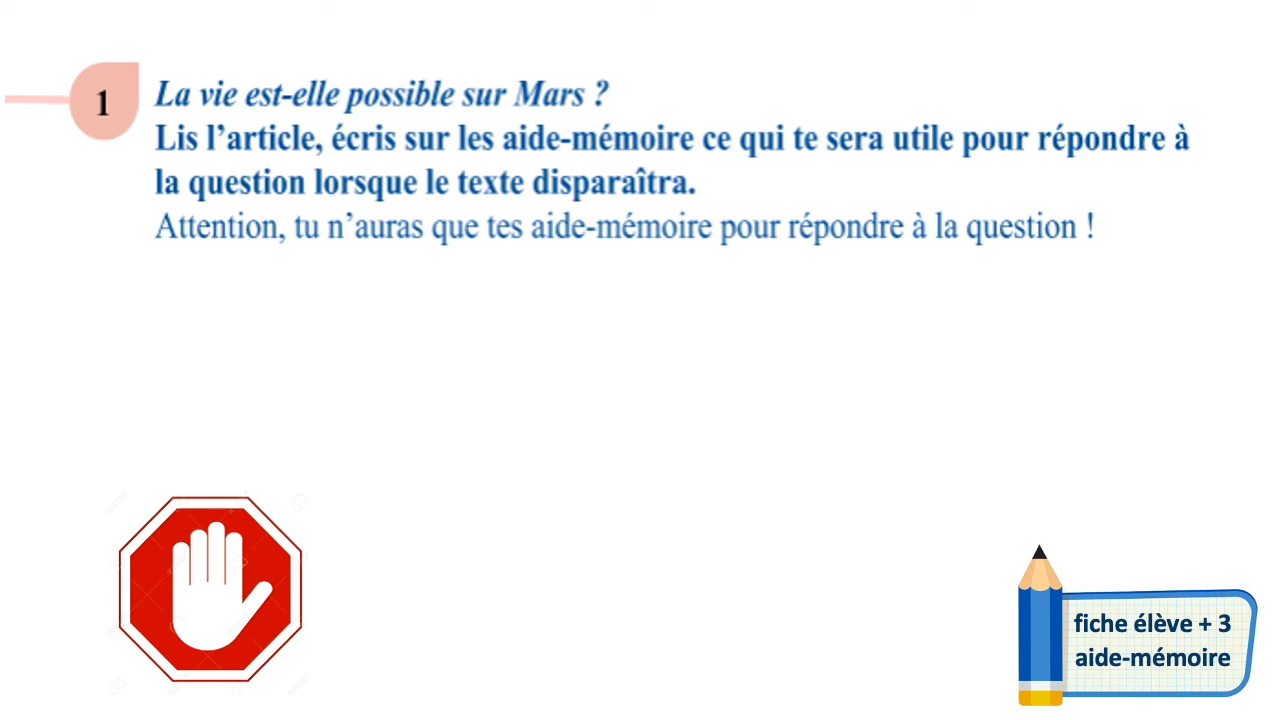 1
La vie est-elle possible sur Mars ?
Lis l’article, écris sur les aide-mémoire ce qui te sera utile pour répondre à
la question lorsque le texte disparaîtra.
Attention, tu n’auras que tes aide-mémoire pour répondre à la question !
fiche élève + 3
aide-mémoire